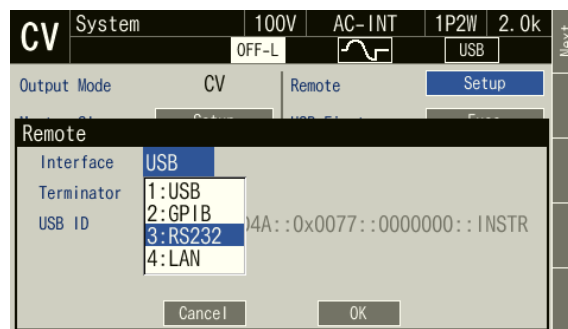 CV System 100V AC-INT 1P2W 2.0k
OFF-L USB
Next
Output Mode CV Remote Setup
Remote
Interface USB
Terminator
1:USB
2:GPIB
USB ID 04A::0x0077::0000000::INSTR
3:RS232
4:LAN
Cancel OK